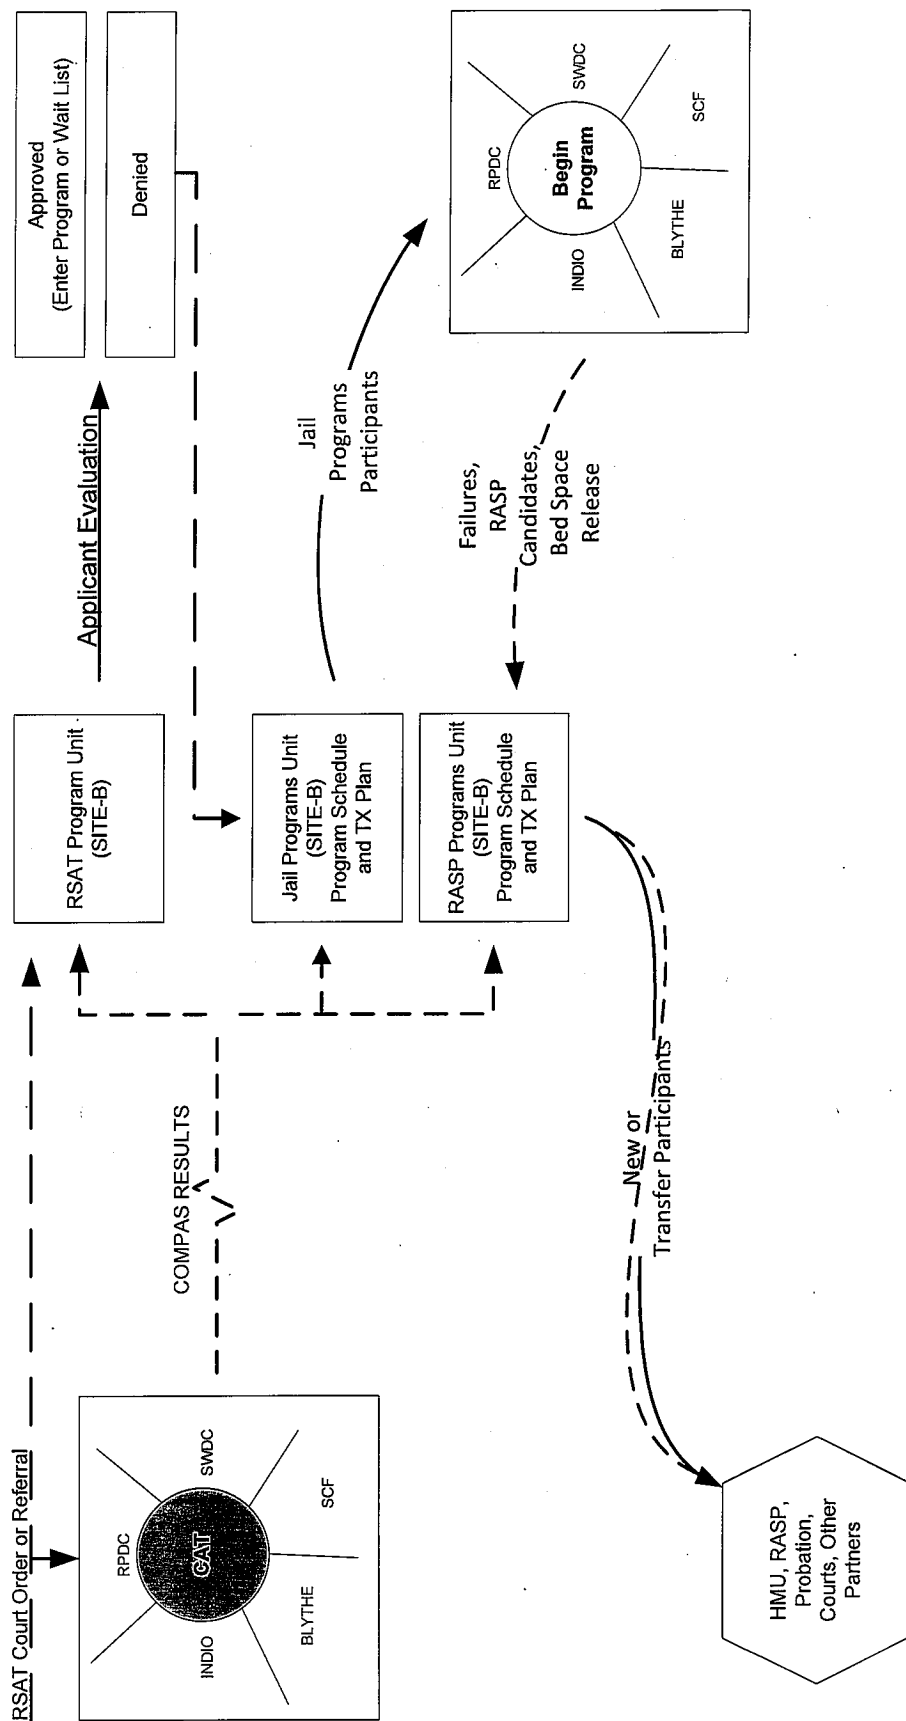 RSAT Court Order or Referral
RPDC
SWDC
INDIO
CAT
BLYTHE
SCF
COMPAS RESULTS
RSAT Program Unit
(SITE-B)
Applicant Evaluation
Approved
(Enter Program or Wait List)
Denied
Jail Programs Unit
(SITE-B)
Program Schedule
and TX Plan
Jail
Programs
Participants
RASP Programs Unit
(SITE-B)
Program Schedule
and TX Plan
Failures,
RASP
Candidates,
Bed Space
Release
RPDC
SWDC
INDIO
Begin
Program
BLYTHE
SCF
New or
Transfer Participants
HMU, RASP,
Probation,
Courts, Other
Partners